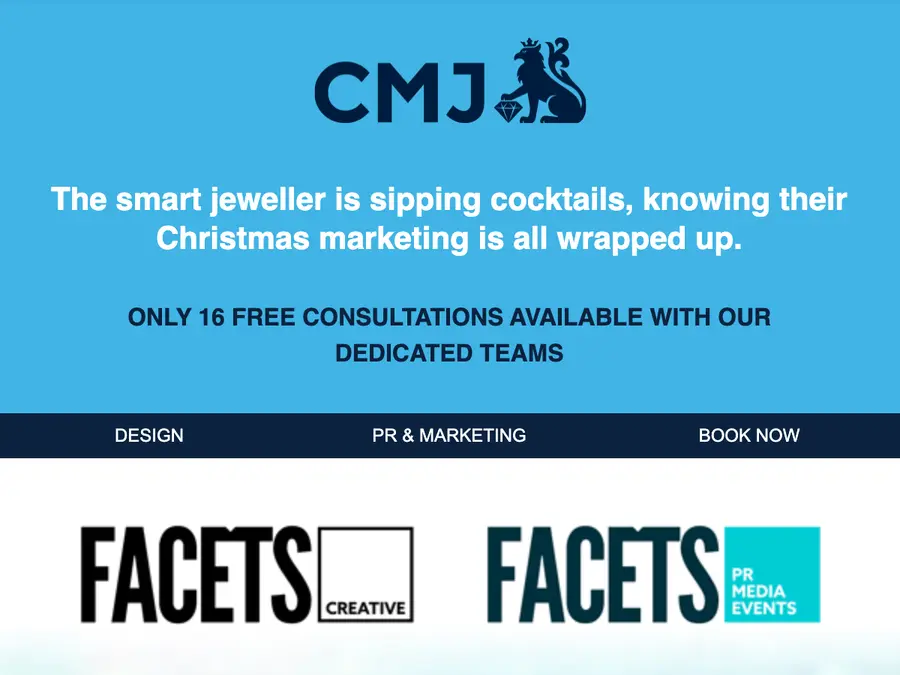 CMJ
The smart jeweller is sipping cocktails, knowing their
Christmas marketing is all wrapped up.
ONLY 16 FREE CONSULTATIONS AVAILABLE WITH OUR
DEDICATED TEAMS
DESIGN PR & MARKETING BOOK NOW
FACETS CREATIVE
FACETS PR
MEDIA
EVENTS